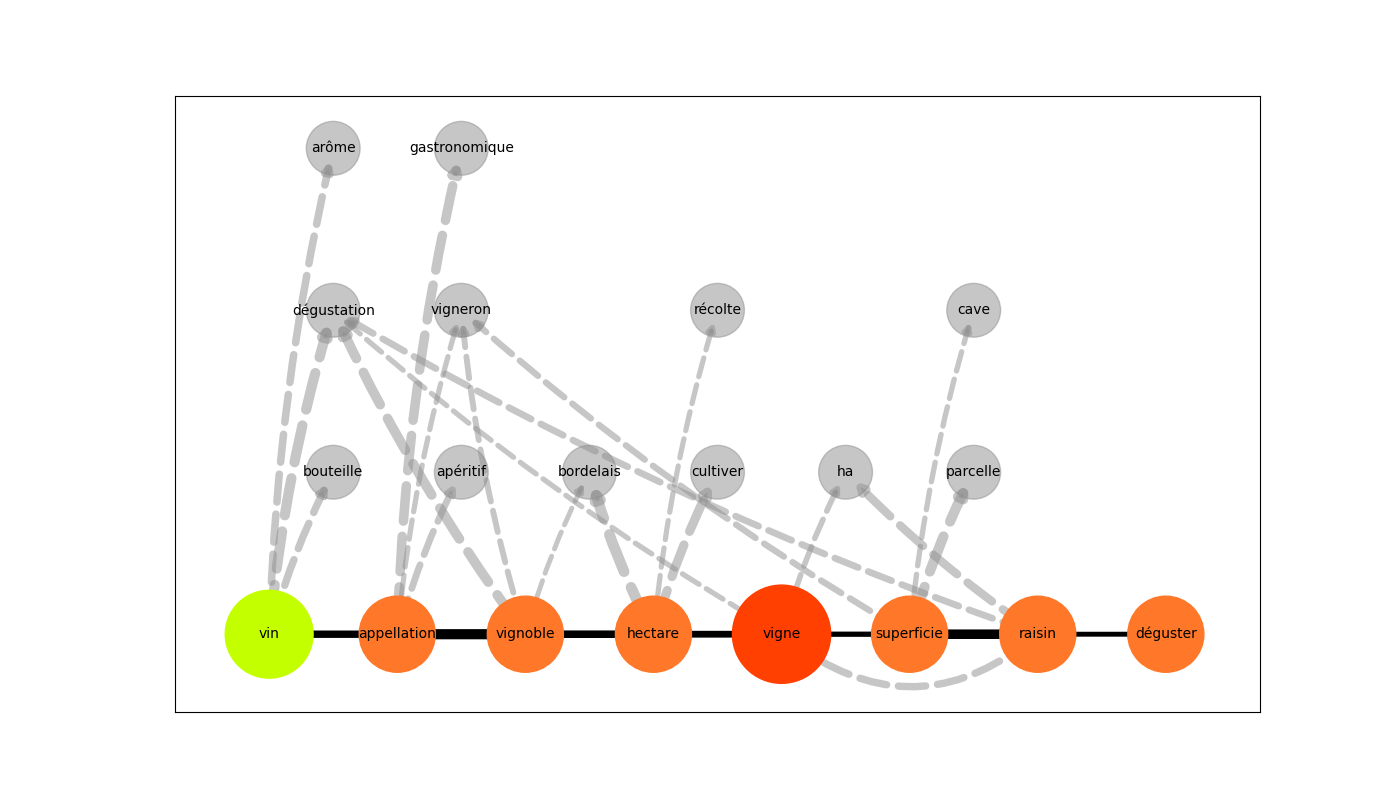 arôme
gastronomique
dégustation
vigneron
récolte
cave
bouteille
apéritif
bordelais
cultiver
ha
parcelle
vin
appellation
vignoble
hectare
vigne
superficie
raisin
déguster